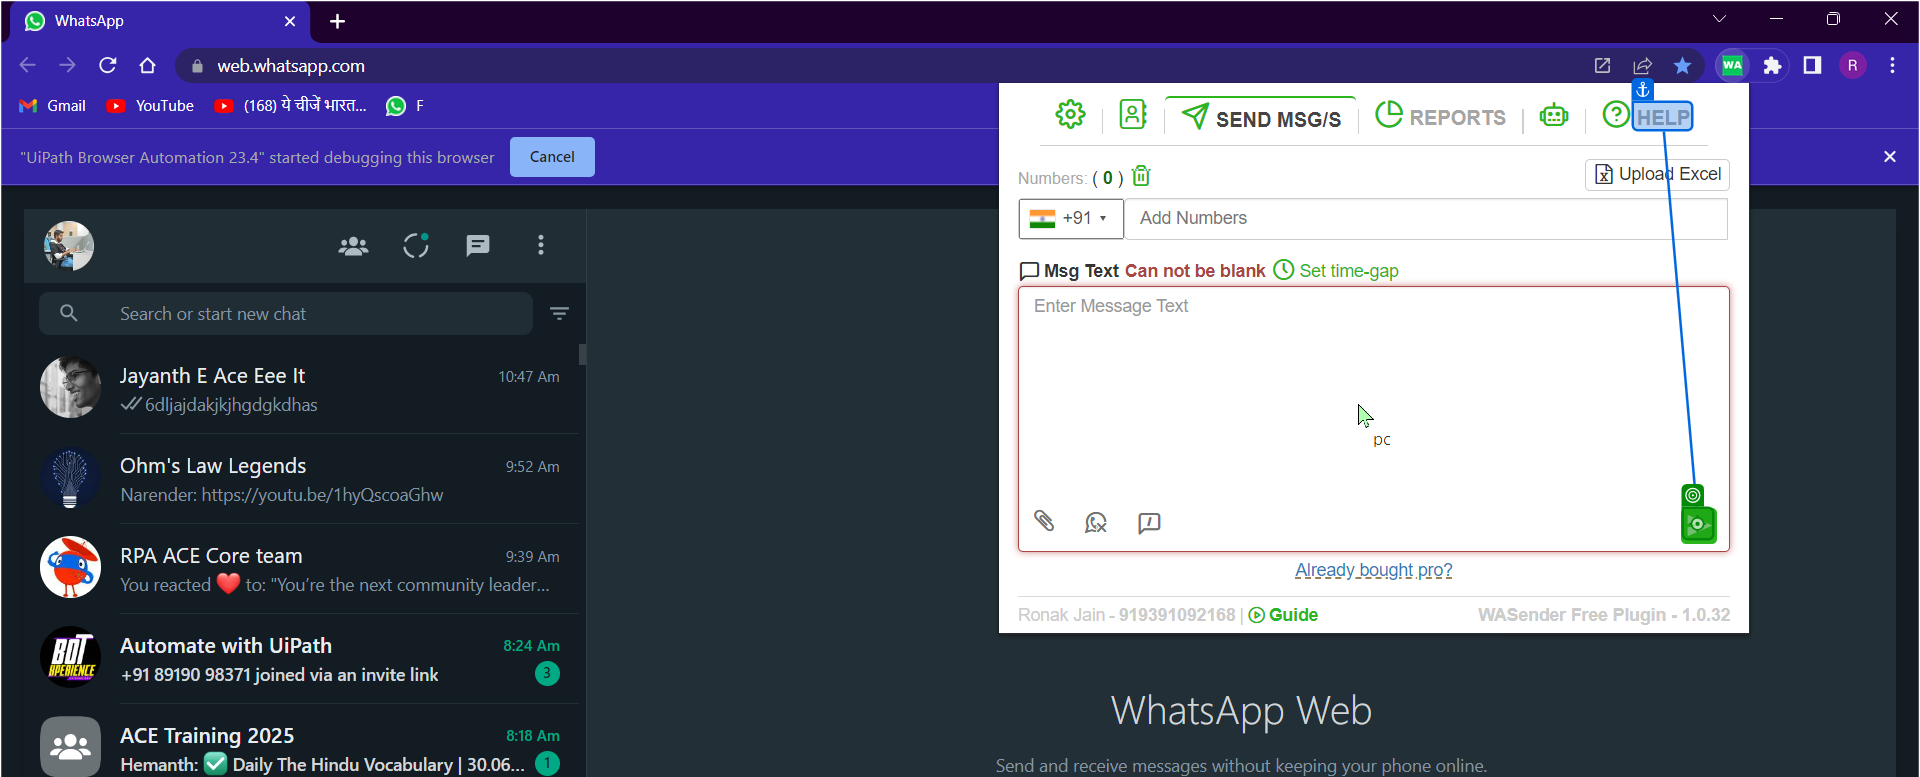 WhatsApp
web.whatsapp.com
WA
R
Gmail
YouTube
(168) ये चीजें भारत...
F
"UiPath Browser Automation 23.4" started debugging this browser
Cancel
SEND MSG/S
REPORTS
HELP
Numbers: ( 0 )
Upload Excel
+91
Add Numbers
Msg Text Can not be blank Set time-gap
Enter Message Text
pc
Already bought pro?
Ronak Jain - 919391092168 | Guide
WASender Free Plugin - 1.0.32
Search or start new chat
Jayanth E Ace Eee It
10:47 Am
6dljajdakjkjhgdgkdhas
Ohm's Law Legends
9:52 Am
Narender: https://youtu.be/1hyQscoaGhw
RPA ACE Core team
9:39 Am
You reacted ❤️ to: "You're the next community leader...
BOT
XPERIENCE
Automate with UiPath
8:24 Am
+91 89190 98371 joined via an invite link
3
ACE Training 2025
8:18 Am
Hemanth: ✅ Daily The Hindu Vocabulary | 30.06...
1
WhatsApp Web
Send and receive messages without keeping your phone online.